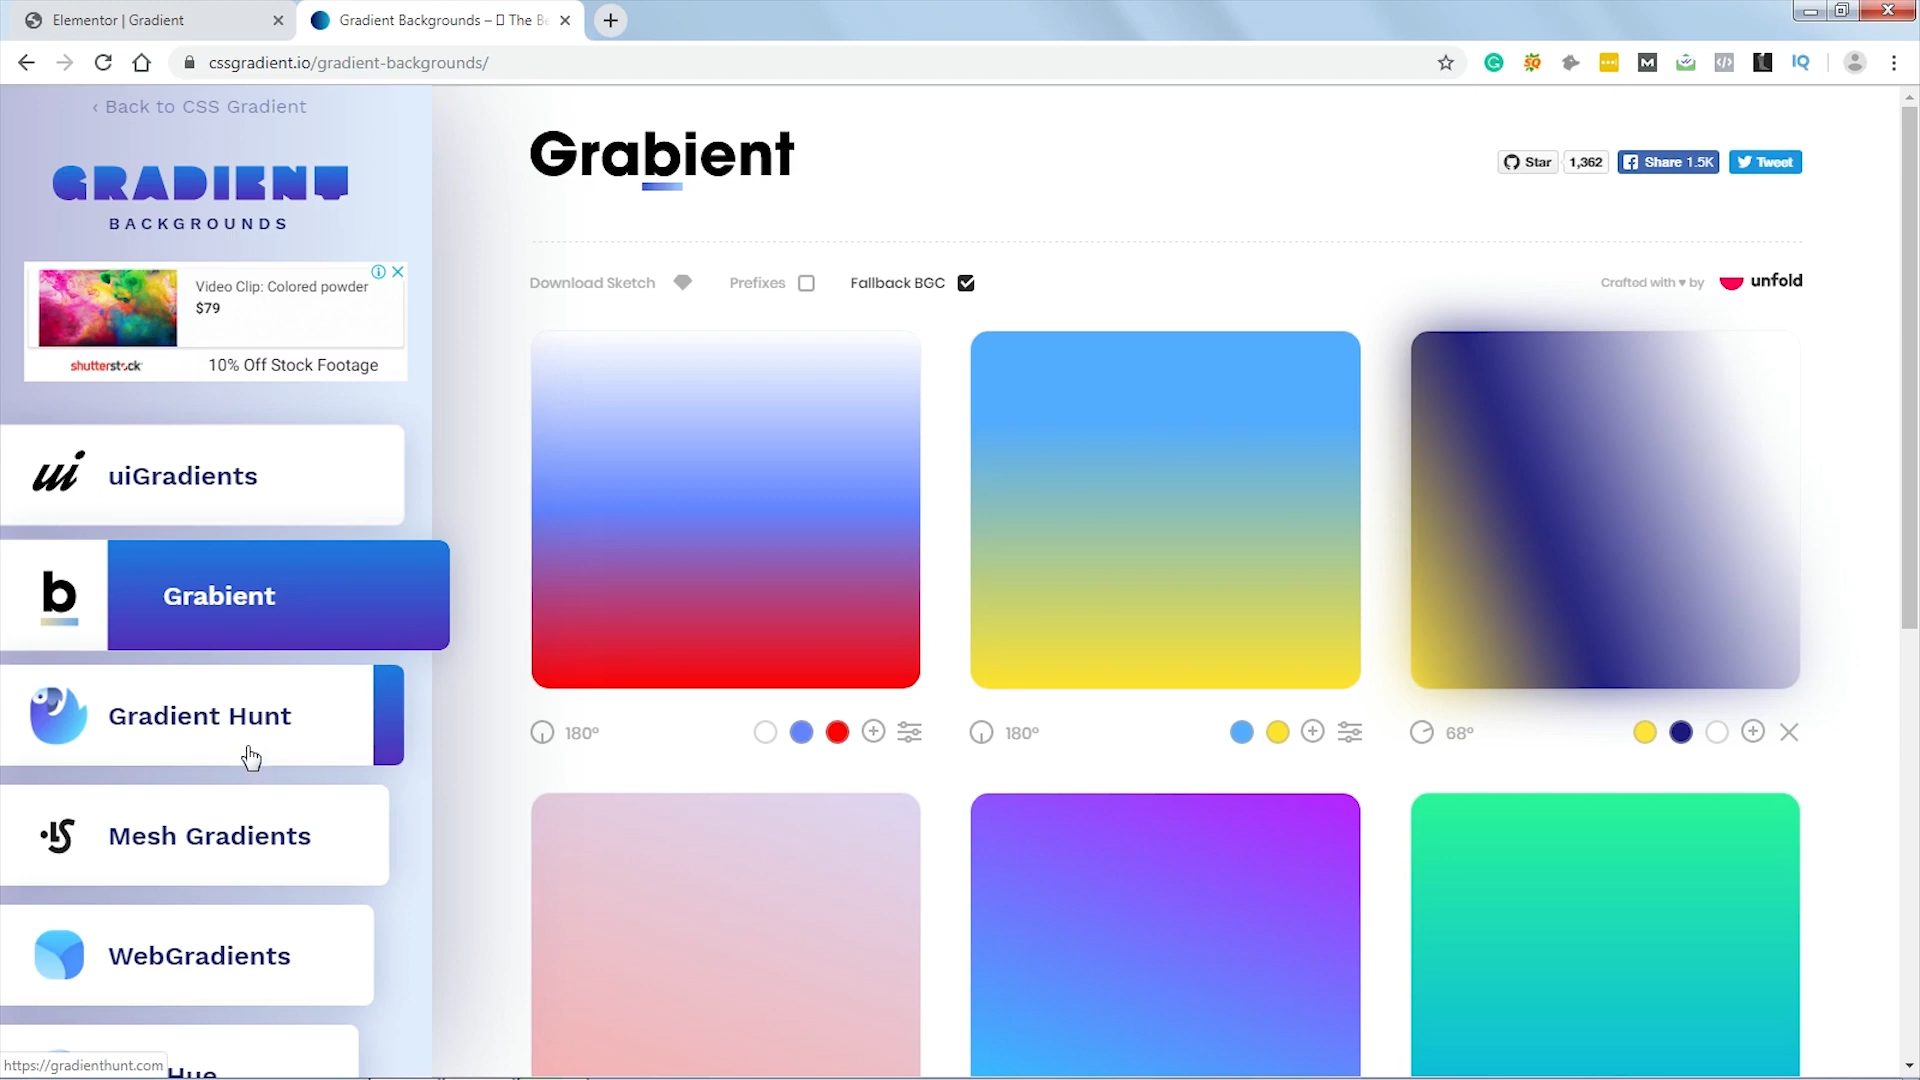 Elementor | Gradient
Gradient Backgrounds – The Be
cssgradient.io/gradient-backgrounds/
IQ
‹ Back to CSS Gradient
GRADIENT
BACKGROUNDS
Video Clip: Colored powder
$79
shutterstock
10% Off Stock Footage
ui uiGradients
b Grabient
Gradient Hunt
Mesh Gradients
WebGradients
Hue
https://gradienthunt.com
Grabient
Star 1,362 Share 1.5K Tweet
Download Sketch Prefixes Fallback BGC
Crafted with ♥ by unfold
180°
180°
68°